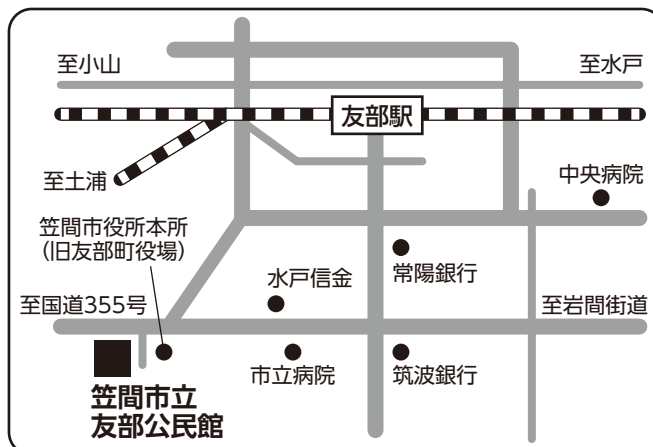 至小山
至水戸
友部駅
至土浦
中央病院
笠間市役所本所
(旧友部町役場)
水戸信金
常陽銀行
至国道355号
至岩間街道
市立病院
筑波銀行
笠間市立
友部公民館